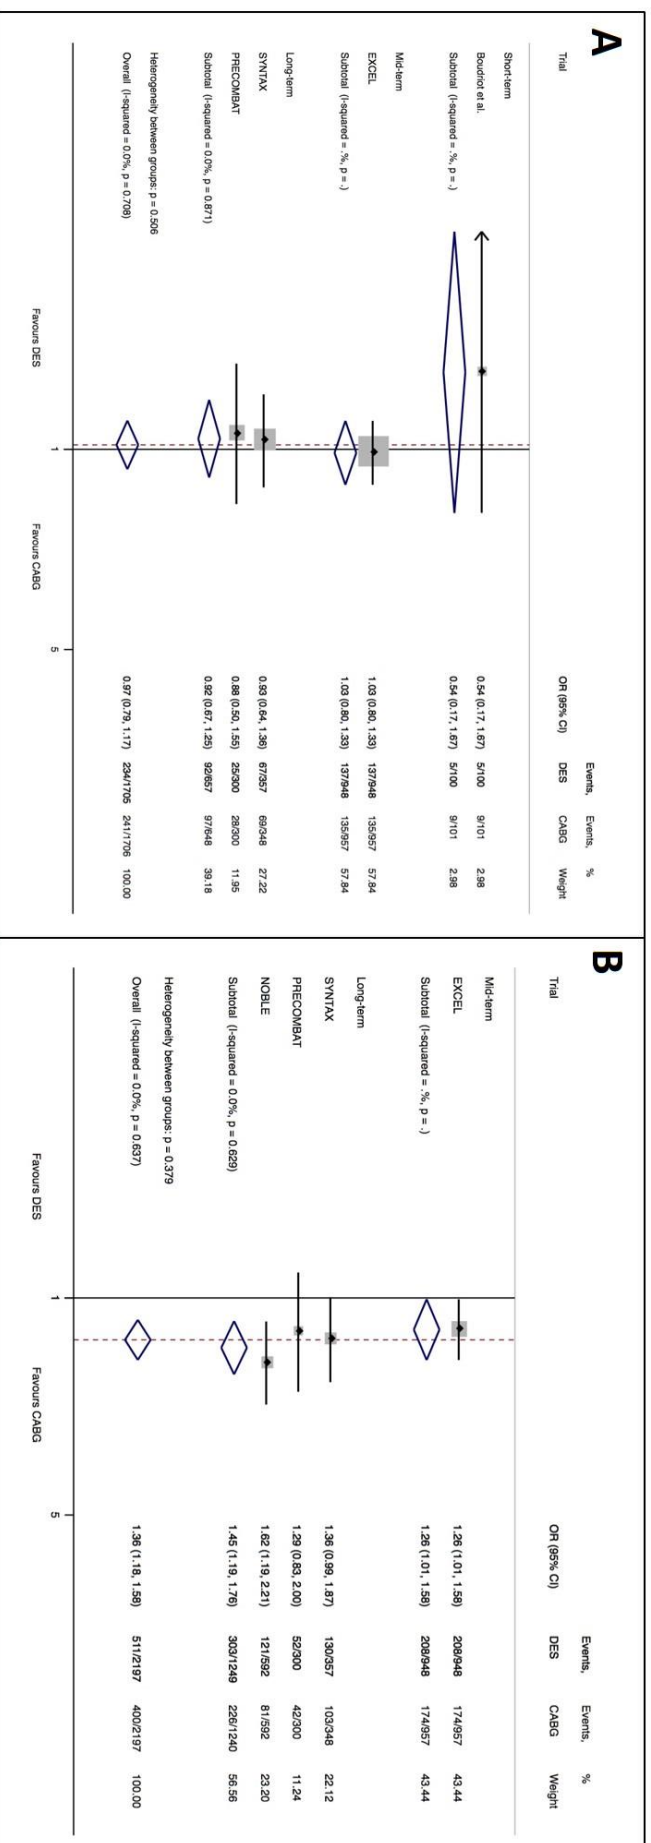 A
Events, Events, %
Trial OR (95% CI) DES CABG Weight
Short-term
Boudriot et al. 0.54 (0.17, 1.67) 5/100 9/101 2.98
Subtotal (I-squared = .%, p = .) 0.54 (0.17, 1.67) 5/100 9/101 2.98
Mid-term
EXCEL 1.03 (0.80, 1.33) 137/948 135/957 57.84
Subtotal (I-squared = .%, p = .) 1.03 (0.80, 1.33) 137/948 135/957 57.84
Long-term
SYNTAX 0.93 (0.64, 1.36) 67/357 69/348 27.22
PRECOMBAT 0.88 (0.50, 1.55) 25/300 28/300 11.95
Subtotal (I-squared = 0.0%, p = 0.871) 0.92 (0.67, 1.25) 92/657 97/648 39.18
Heterogeneity between groups: p = 0.506
Overall (I-squared = 0.0%, p = 0.708) 0.97 (0.79, 1.17) 234/1705 241/1706 100.00
1 5
Favours DES Favours CABG
B
Events, Events, %
Trial OR (95% CI) DES CABG Weight
Mid-term
EXCEL 1.26 (1.01, 1.58) 208/948 174/957 43.44
Subtotal (I-squared = .%, p = .) 1.26 (1.01, 1.58) 208/948 174/957 43.44
Long-term
SYNTAX 1.36 (0.99, 1.87) 130/357 103/348 22.12
PRECOMBAT 1.29 (0.83, 2.00) 52/300 42/300 11.24
NOBLE 1.62 (1.19, 2.21) 121/592 81/592 23.20
Subtotal (I-squared = 0.0%, p = 0.629) 1.45 (1.19, 1.76) 303/1249 226/1240 56.56
Heterogeneity between groups: p = 0.379
Overall (I-squared = 0.0%, p = 0.637) 1.36 (1.18, 1.58) 511/2197 400/2197 100.00
1 5
Favours DES Favours CABG